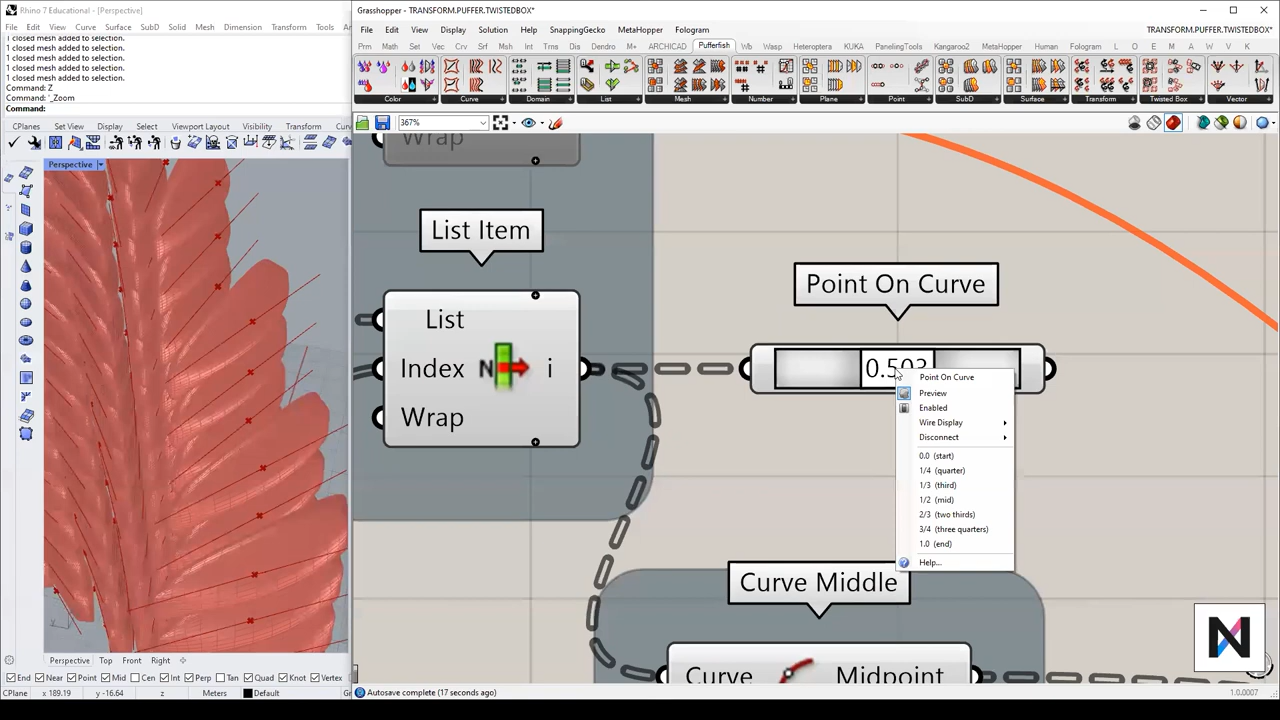 Rhino 7 Educational - [Perspective]
File Edit View Curve Surface SubD Solid Mesh Dimension Transform Tools
1 closed mesh added to selection.
1 closed mesh added to selection.
1 closed mesh added to selection.
1 closed mesh added to selection.
1 closed mesh added to selection.
Command: Z
Command: '_Zoom
Command:
CPlanes Set View Display Select Viewport Layout Visibility Transform
Perspective
Perspective Top Front Right
End Near Point Mid Cen Int Perp Tan Quad Knot Vertex
CPlane x 189.19 y -16.64 z Meters Default
Grasshopper - TRANSFORM.PUFFER.TWISTEDBOX*
File Edit View Display Solution Help SnappingGecko MetaHopper Fologram TRANSFORM.PUFFER.TWISTEDBOX*
Prm Math Set Vec Crv Srf Mesh Int Trns Dis Dendro M+ ARCHICAD Pufferfish Wb Wasp Heteroptera KUKA PanelingTools Kangaroo2 MetaHopper Human Fologram L O E M A W V
Color Curve Domain List Mesh Number Plane Point SubD Surface Transform Twisted Box Vector
367%
Wrap
List Item
List
Index
N
i
Wrap
Point On Curve
0.503
Point On Curve
Preview
Enabled
Wire Display
Disconnect
0.0 (start)
1/4 (quarter)
1/3 (third)
1/2 (mid)
2/3 (two thirds)
3/4 (three quarters)
1.0 (end)
Help...
Curve Middle
Curve Midpoint
N
Autosave complete (17 seconds ago)
1.0.0007